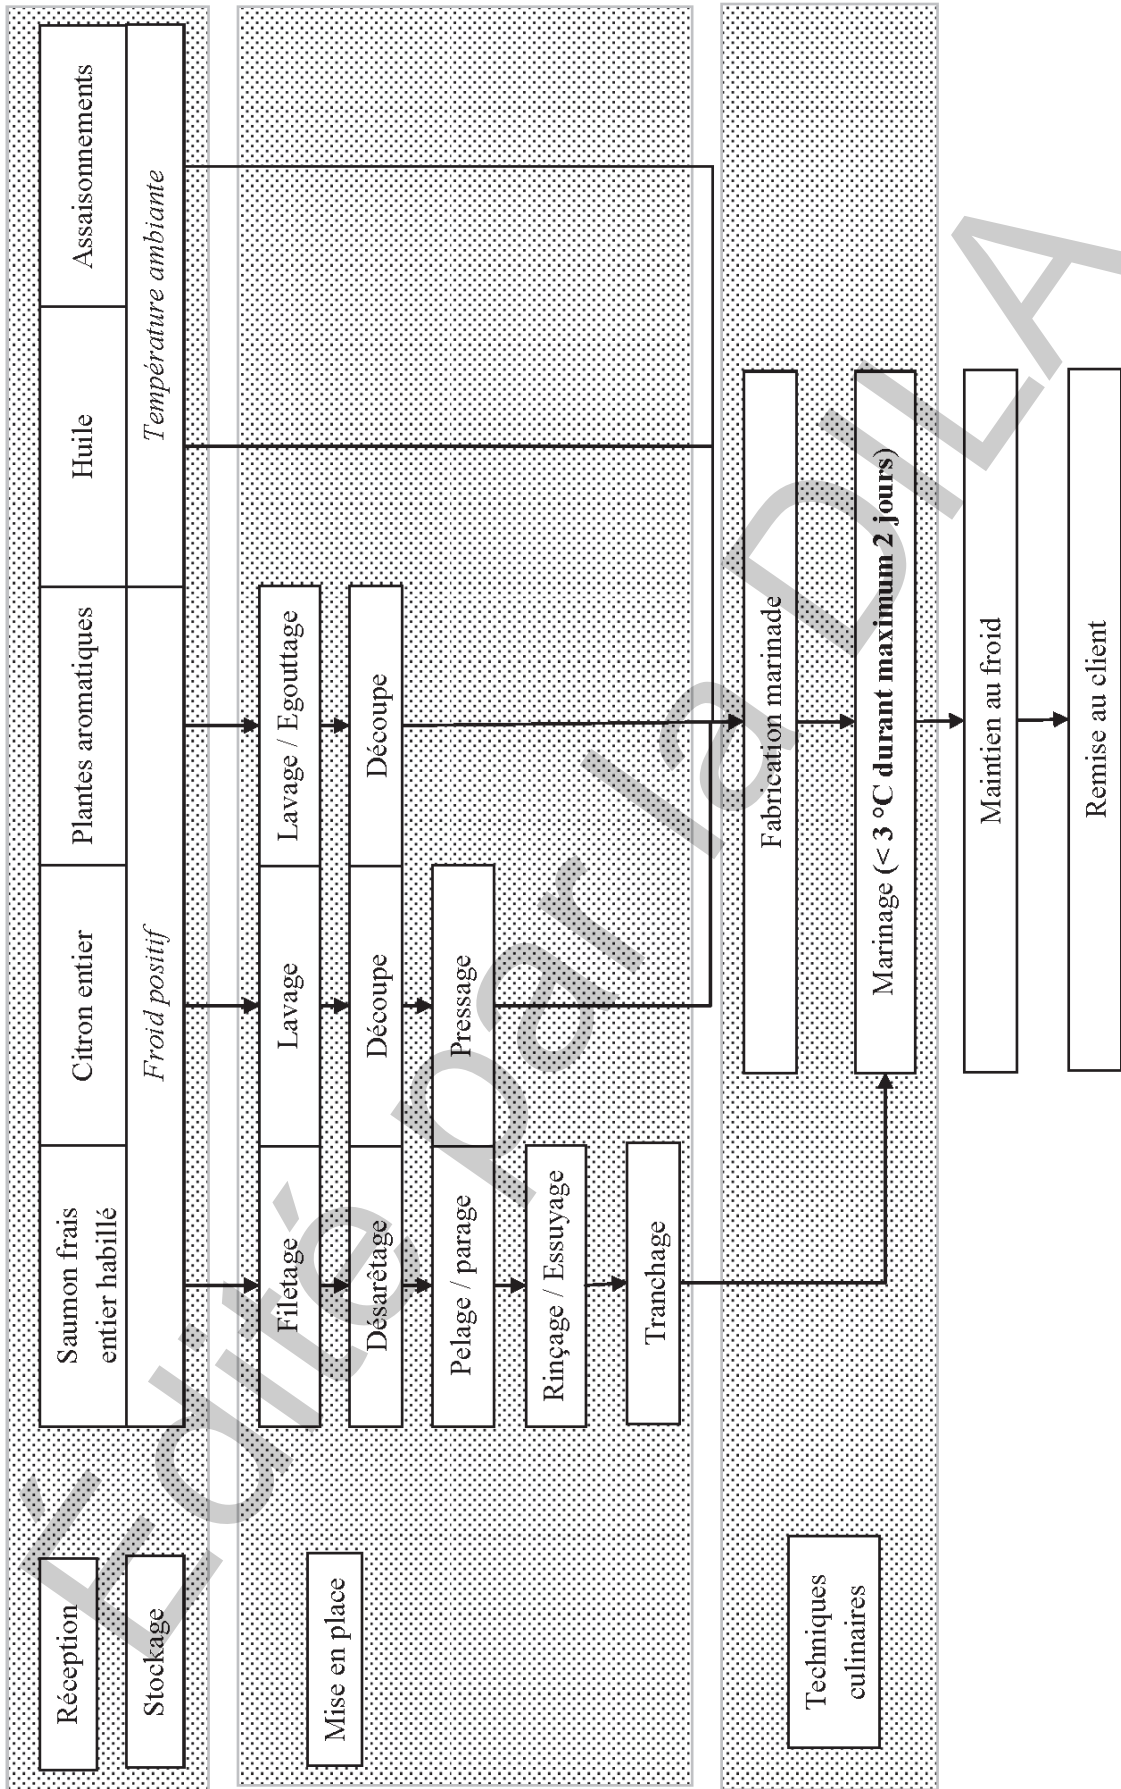 Réception
Saumon frais
entier habillé
Citron entier
Plantes aromatiques
Huile
Assaisonnements
Stockage
Froid positif
Température ambiante
Mise en place
Filetage
Lavage
Lavage / Egouttage
Désarêtage
Découpe
Découpe
Pelage / parage
Pressage
Rinçage / Essuyage
Tranchage
Techniques
culinaires
Fabrication marinade
Marinage (< 3 °C durant maximum 2 jours)
Maintien au froid
Remise au client
Édité par la DILA